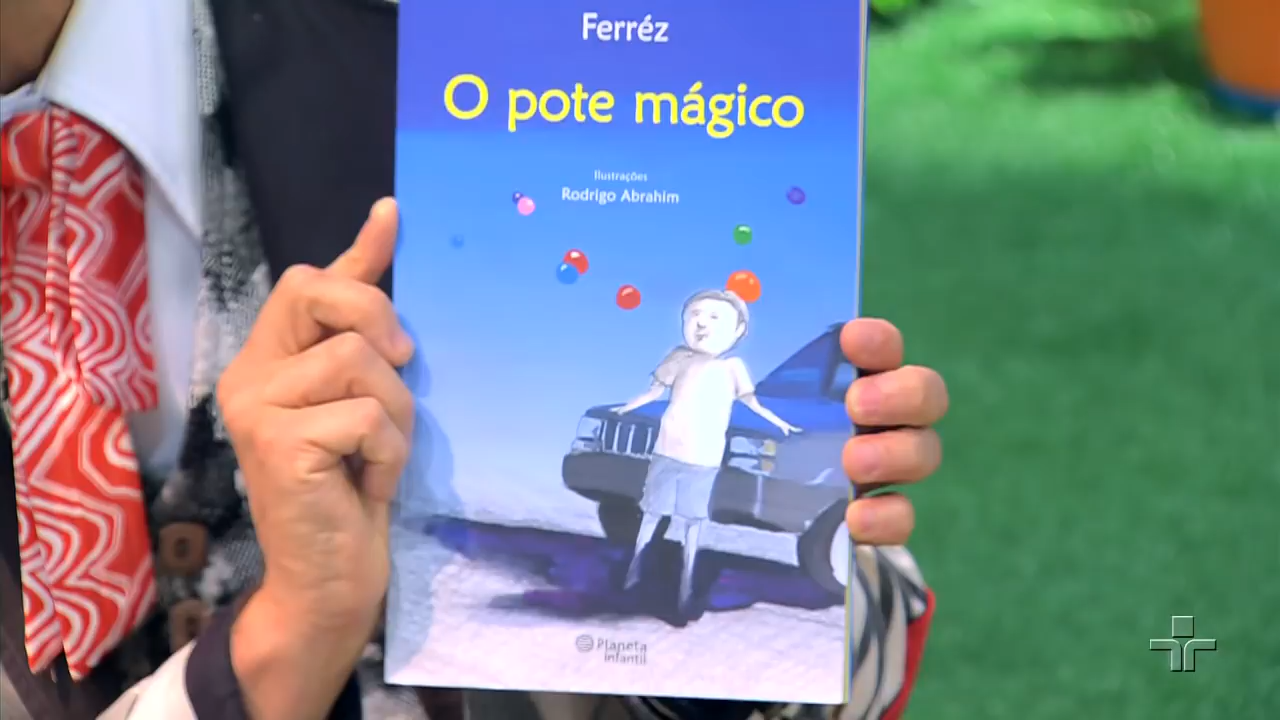 Ferréz
O pote mágico
Ilustrações
Rodrigo Abrahim
Planeta
infantil